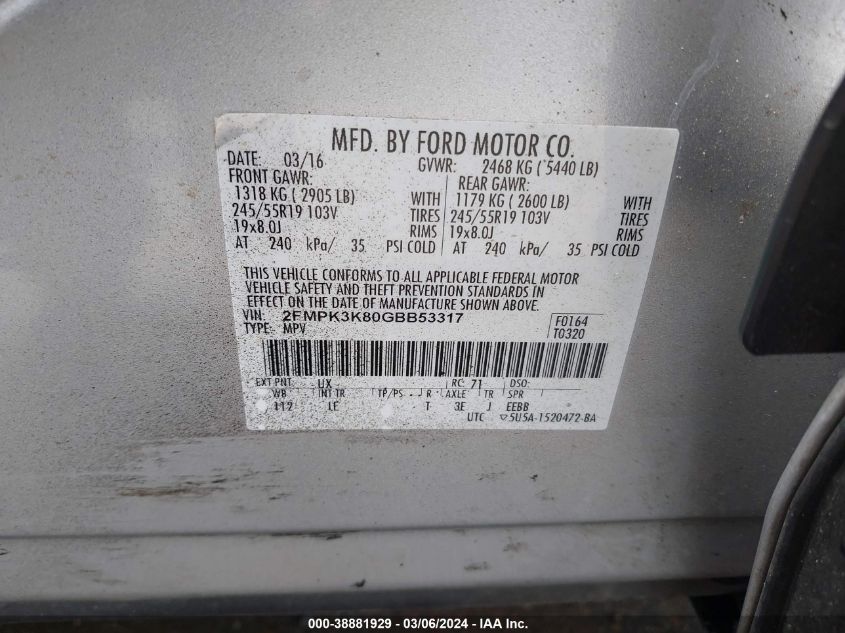 MFD. BY FORD MOTOR CO.
DATE: 03/16 GVWR: 2468 KG ( 5440 LB)
FRONT GAWR: REAR GAWR:
1318 KG ( 2905 LB) WITH 1179 KG ( 2600 LB) WITH
245/55R19 103V TIRES 245/55R19 103V TIRES
19x8.0J RIMS 19x8.0J RIMS
AT 240 kPa/ 35 PSI COLD AT 240 kPa/ 35 PSI COLD
THIS VEHICLE CONFORMS TO ALL APPLICABLE FEDERAL MOTOR
VEHICLE SAFETY AND THEFT PREVENTION STANDARDS IN
EFFECT ON THE DATE OF MANUFACTURE SHOWN ABOVE.
VIN: 2FMPK3K80GBB53317 F0164
TYPE: MPV T0320
EXT PNT: UX RC: 71 DSO:
WB INT TR TP/PS R AXLE TR SPR
112 LE T 3E J EEBB
UTC ▽5U5A-1520472-BA
000-38881929 — 03/06/2024 — IAA Inc.